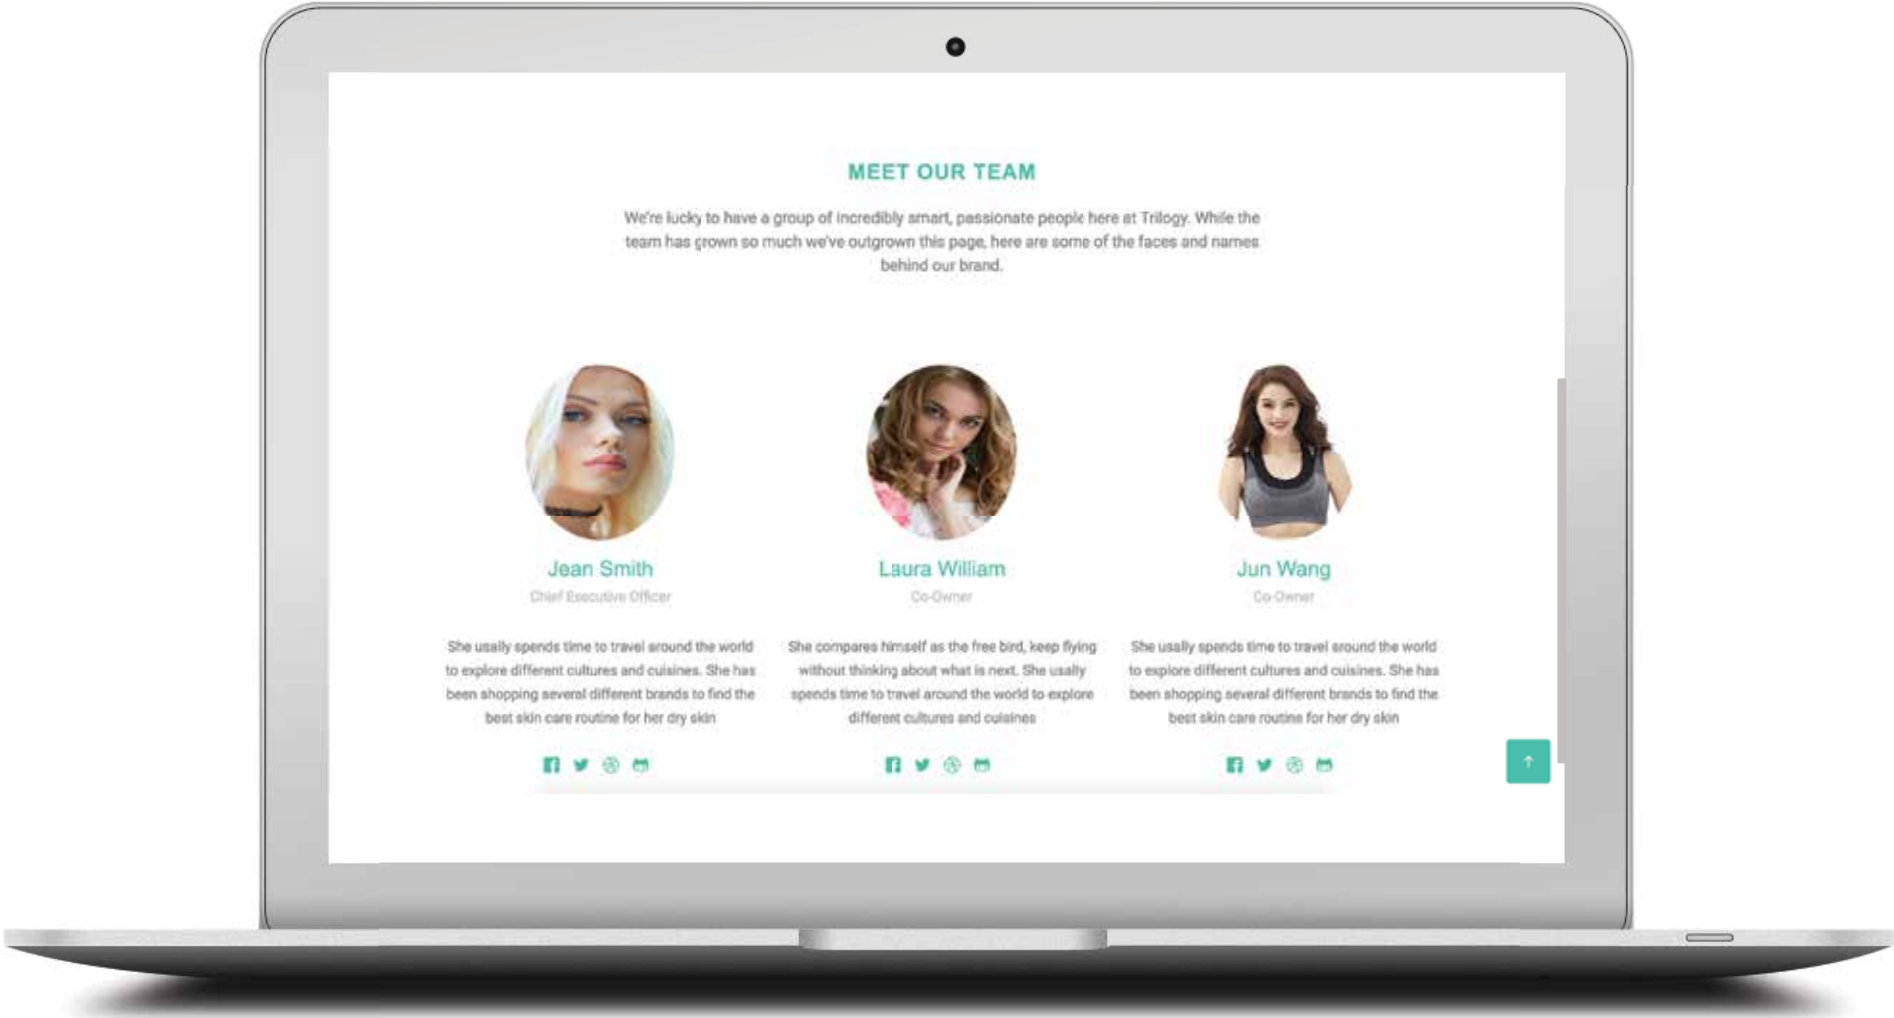 MEET OUR TEAM
We're lucky to have a group of incredibly smart, passionate people here at Trilogy. While the
team has grown so much we've outgrown this page, here are some of the faces and names
behind our brand.
Jean Smith
Chief Executive Officer
She usally spends time to travel around the world
to explore different cultures and cuisines. She has
been shopping several different brands to find the
best skin care routine for her dry skin
Laura William
Co-Owner
She compares himself as the free bird, keep flying
without thinking about what is next. She usally
spends time to travel around the world to explore
different cultures and cuisines
Jun Wang
Co-Owner
She usally spends time to travel around the world
to explore different cultures and cuisines. She has
been shopping several different brands to find the
best skin care routine for her dry skin